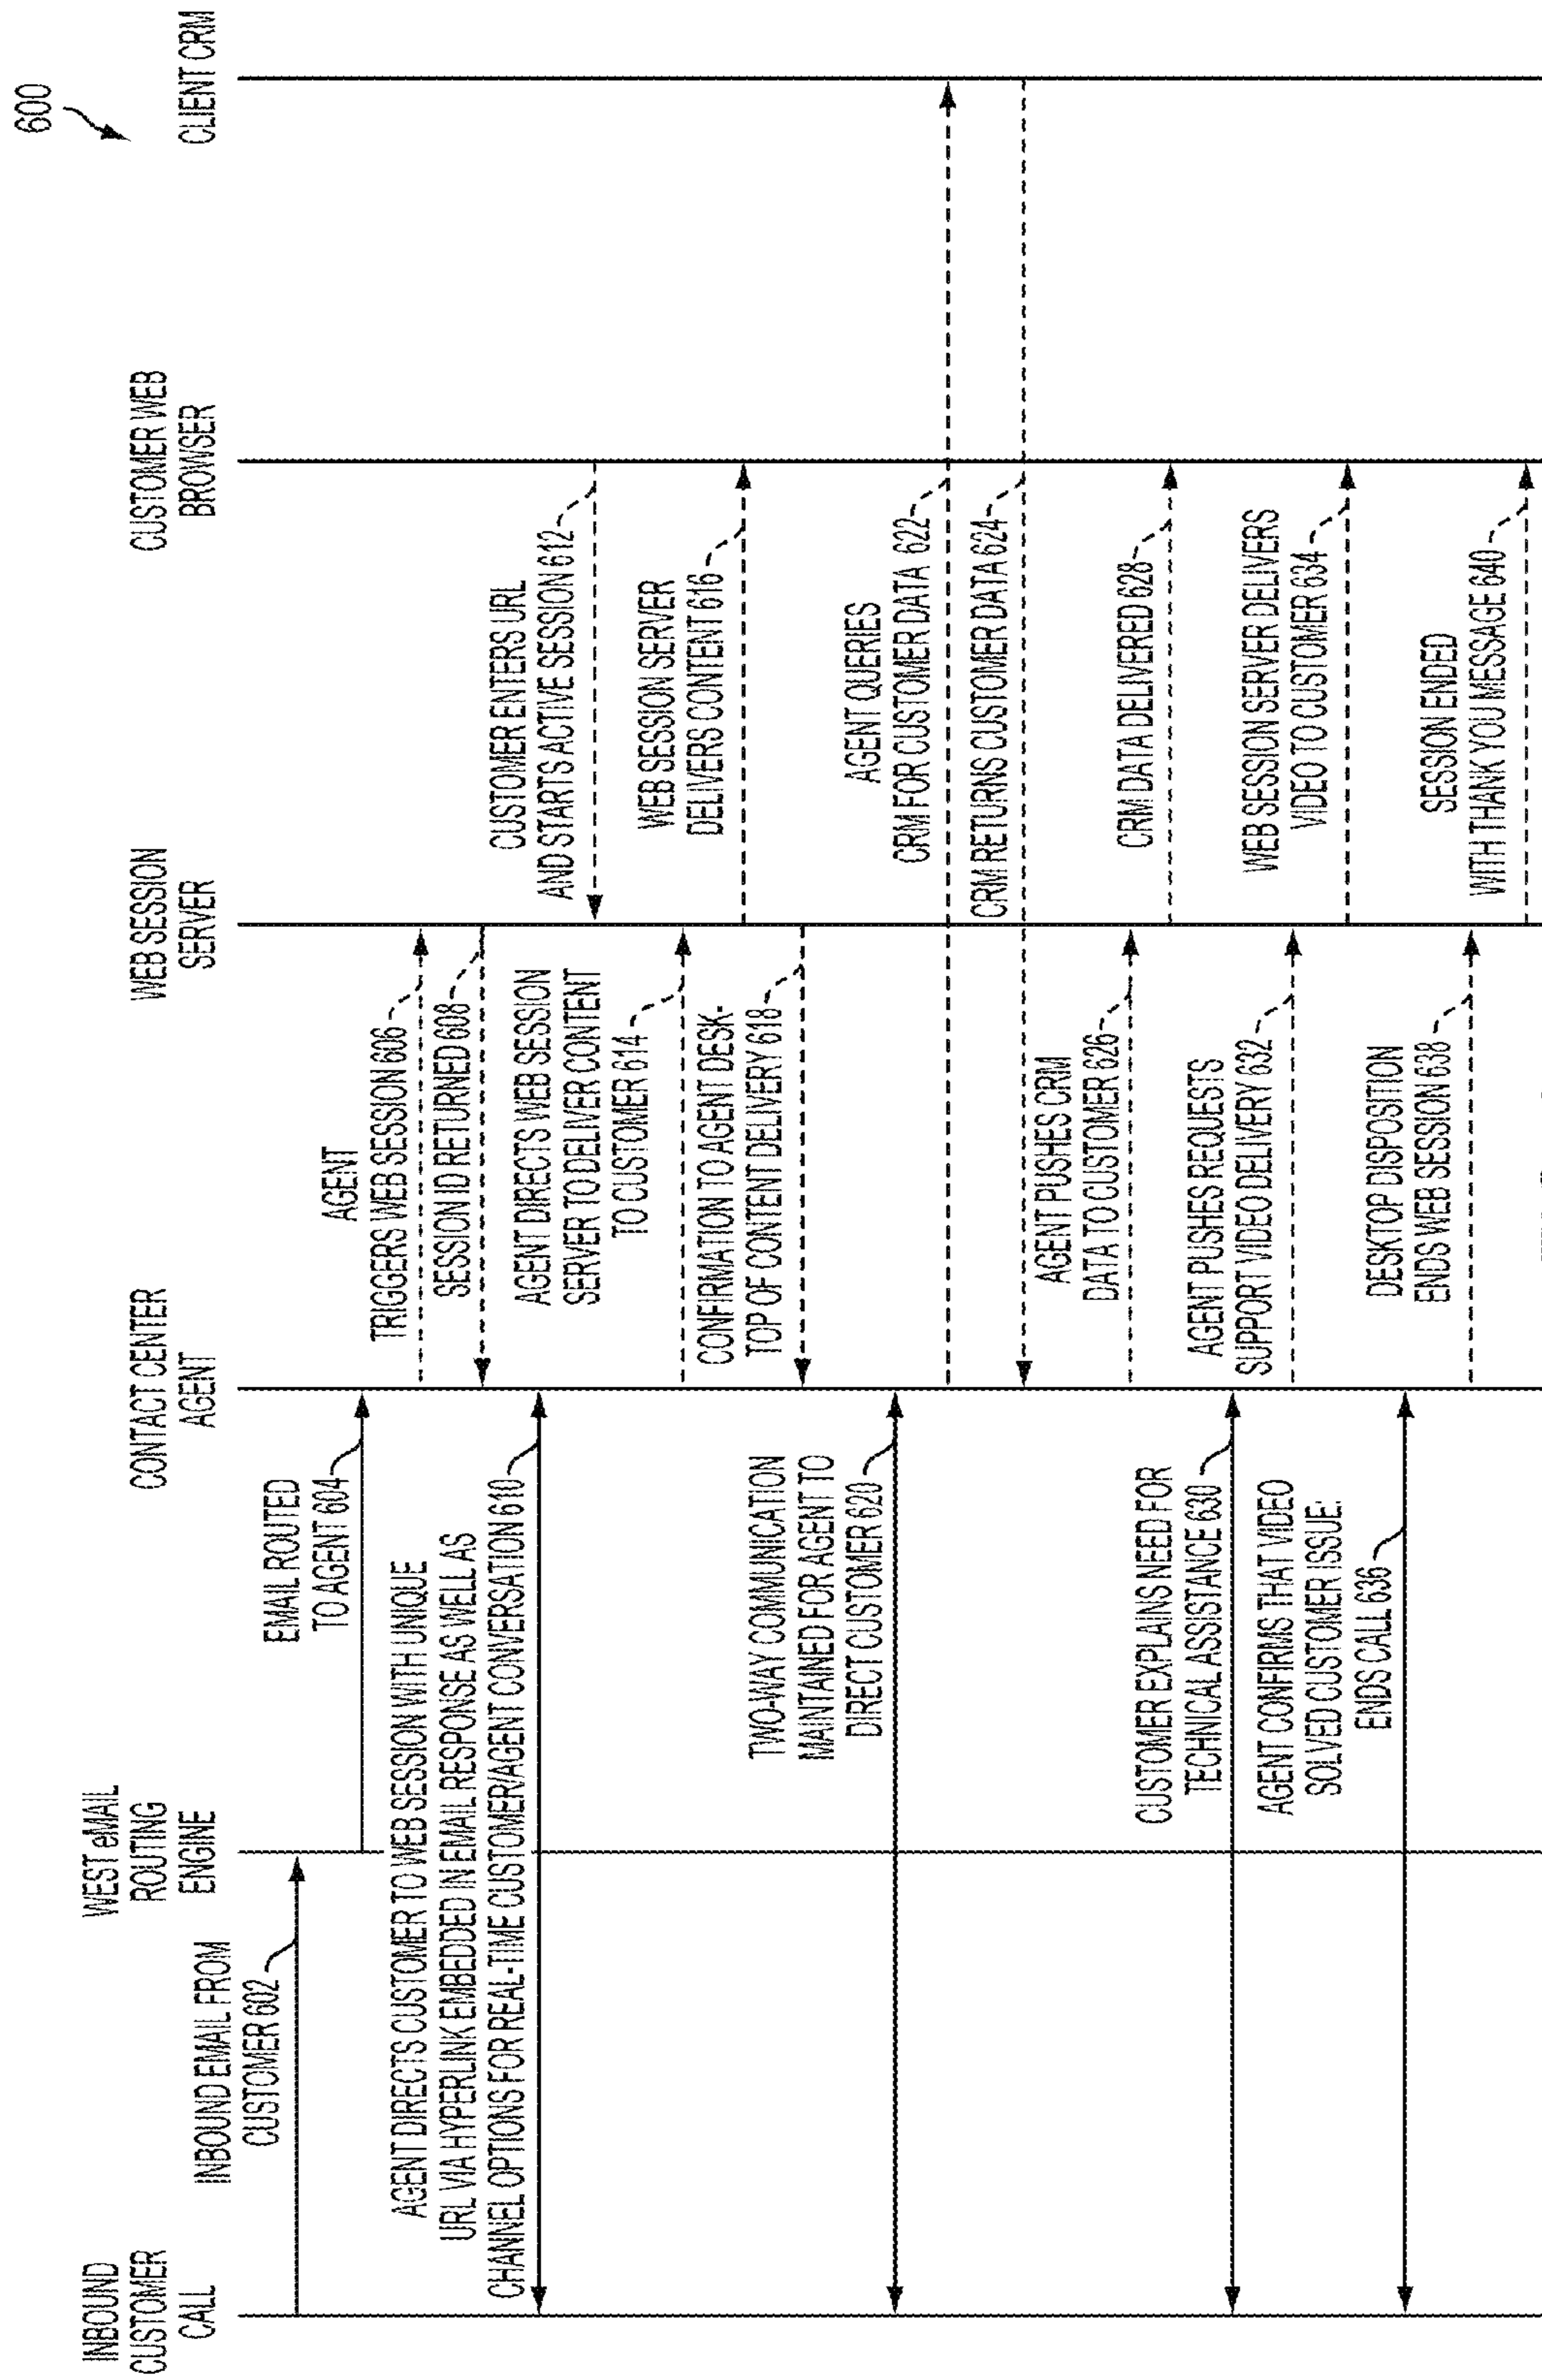 600
INBOUND
CUSTOMER
CALL
WEST eMAIL
ROUTING
ENGINE
CONTACT CENTER
AGENT
WEB SESSION
SERVER
CUSTOMER WEB
BROWSER
CLIENT CRM
INBOUND EMAIL FROM
CUSTOMER 602
EMAIL ROUTED
TO AGENT 604
AGENT
TRIGGERS WEB SESSION 606
SESSION ID RETURNED 608
AGENT DIRECTS CUSTOMER TO WEB SESSION WITH UNIQUE
URL VIA HYPERLINK EMBEDDED IN EMAIL RESPONSE AS WELL AS
CHANNEL OPTIONS FOR REAL-TIME CUSTOMER/AGENT CONVERSATION 610
CUSTOMER ENTERS URL
AND STARTS ACTIVE SESSION 612
AGENT DIRECTS WEB SESSION
SERVER TO DELIVER CONTENT
TO CUSTOMER 614
WEB SESSION SERVER
DELIVERS CONTENT 616
CONFIRMATION TO AGENT DESK-
TOP OF CONTENT DELIVERY 618
TWO-WAY COMMUNICATION
MAINTAINED FOR AGENT TO
DIRECT CUSTOMER 620
AGENT QUERIES
CRM FOR CUSTOMER DATA 622
CRM RETURNS CUSTOMER DATA 624
AGENT PUSHES CRM
DATA TO CUSTOMER 626
CRM DATA DELIVERED 628
CUSTOMER EXPLAINS NEED FOR
TECHNICAL ASSISTANCE 630
AGENT PUSHES REQUESTS
SUPPORT VIDEO DELIVERY 632
WEB SESSION SERVER DELIVERS
VIDEO TO CUSTOMER 634
AGENT CONFIRMS THAT VIDEO
SOLVED CUSTOMER ISSUE:
ENDS CALL 636
DESKTOP DISPOSITION
ENDS WEB SESSION 638
SESSION ENDED
WITH THANK YOU MESSAGE 640